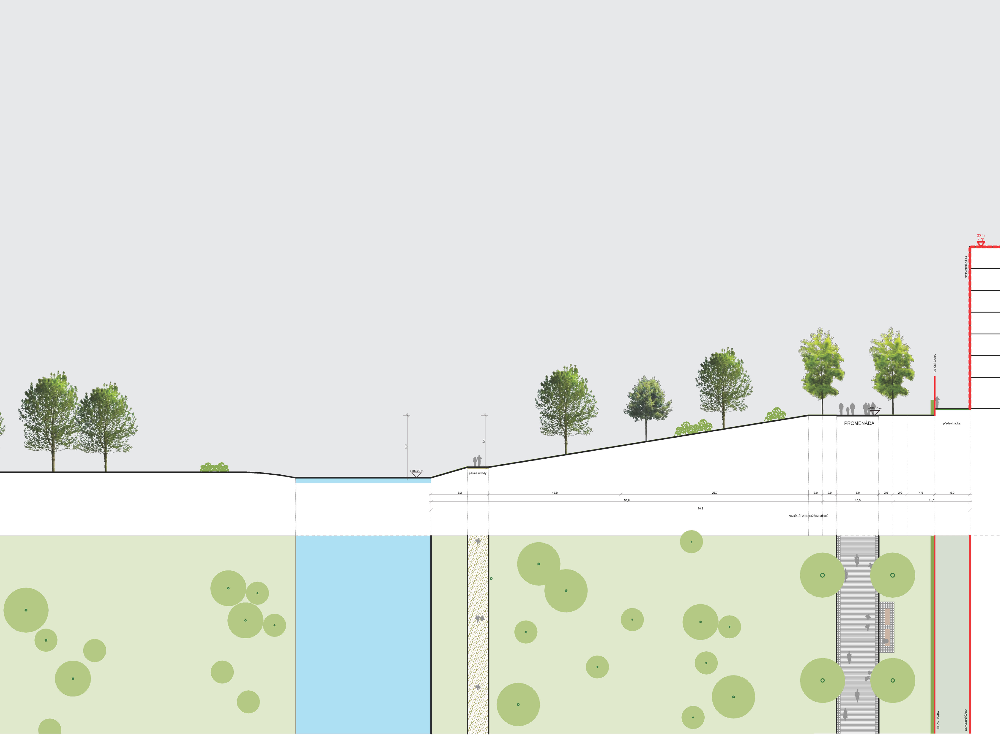 23 m
7 np
STAVEBNÍ ČÁRA
ULIČNÍ ČÁRA
+189,15 m
PROMENÁDA
předzahrádka
8,9
7,4
+180,20 m
pěšina u vody
8,2
18,9
26,7
2,0
2,0
6,0
2,0
2,0
4,0
5,0
55,8
10,0
11,0
76,8
NÁBŘEŽÍ V NEJUŽŠÍM MÍSTĚ
ULIČNÍ ČÁRA
STAVEBNÍ ČÁRA